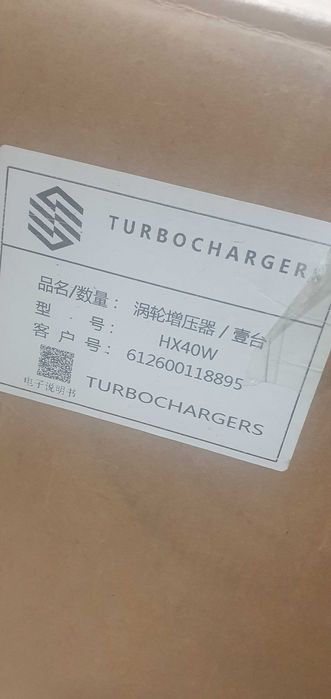 TURBOCHARGERS
品名/数量：涡轮增压器/壹台
型 号：HX40W
客 户 号：612600118895
电子说明书
TURBOCHARGERS